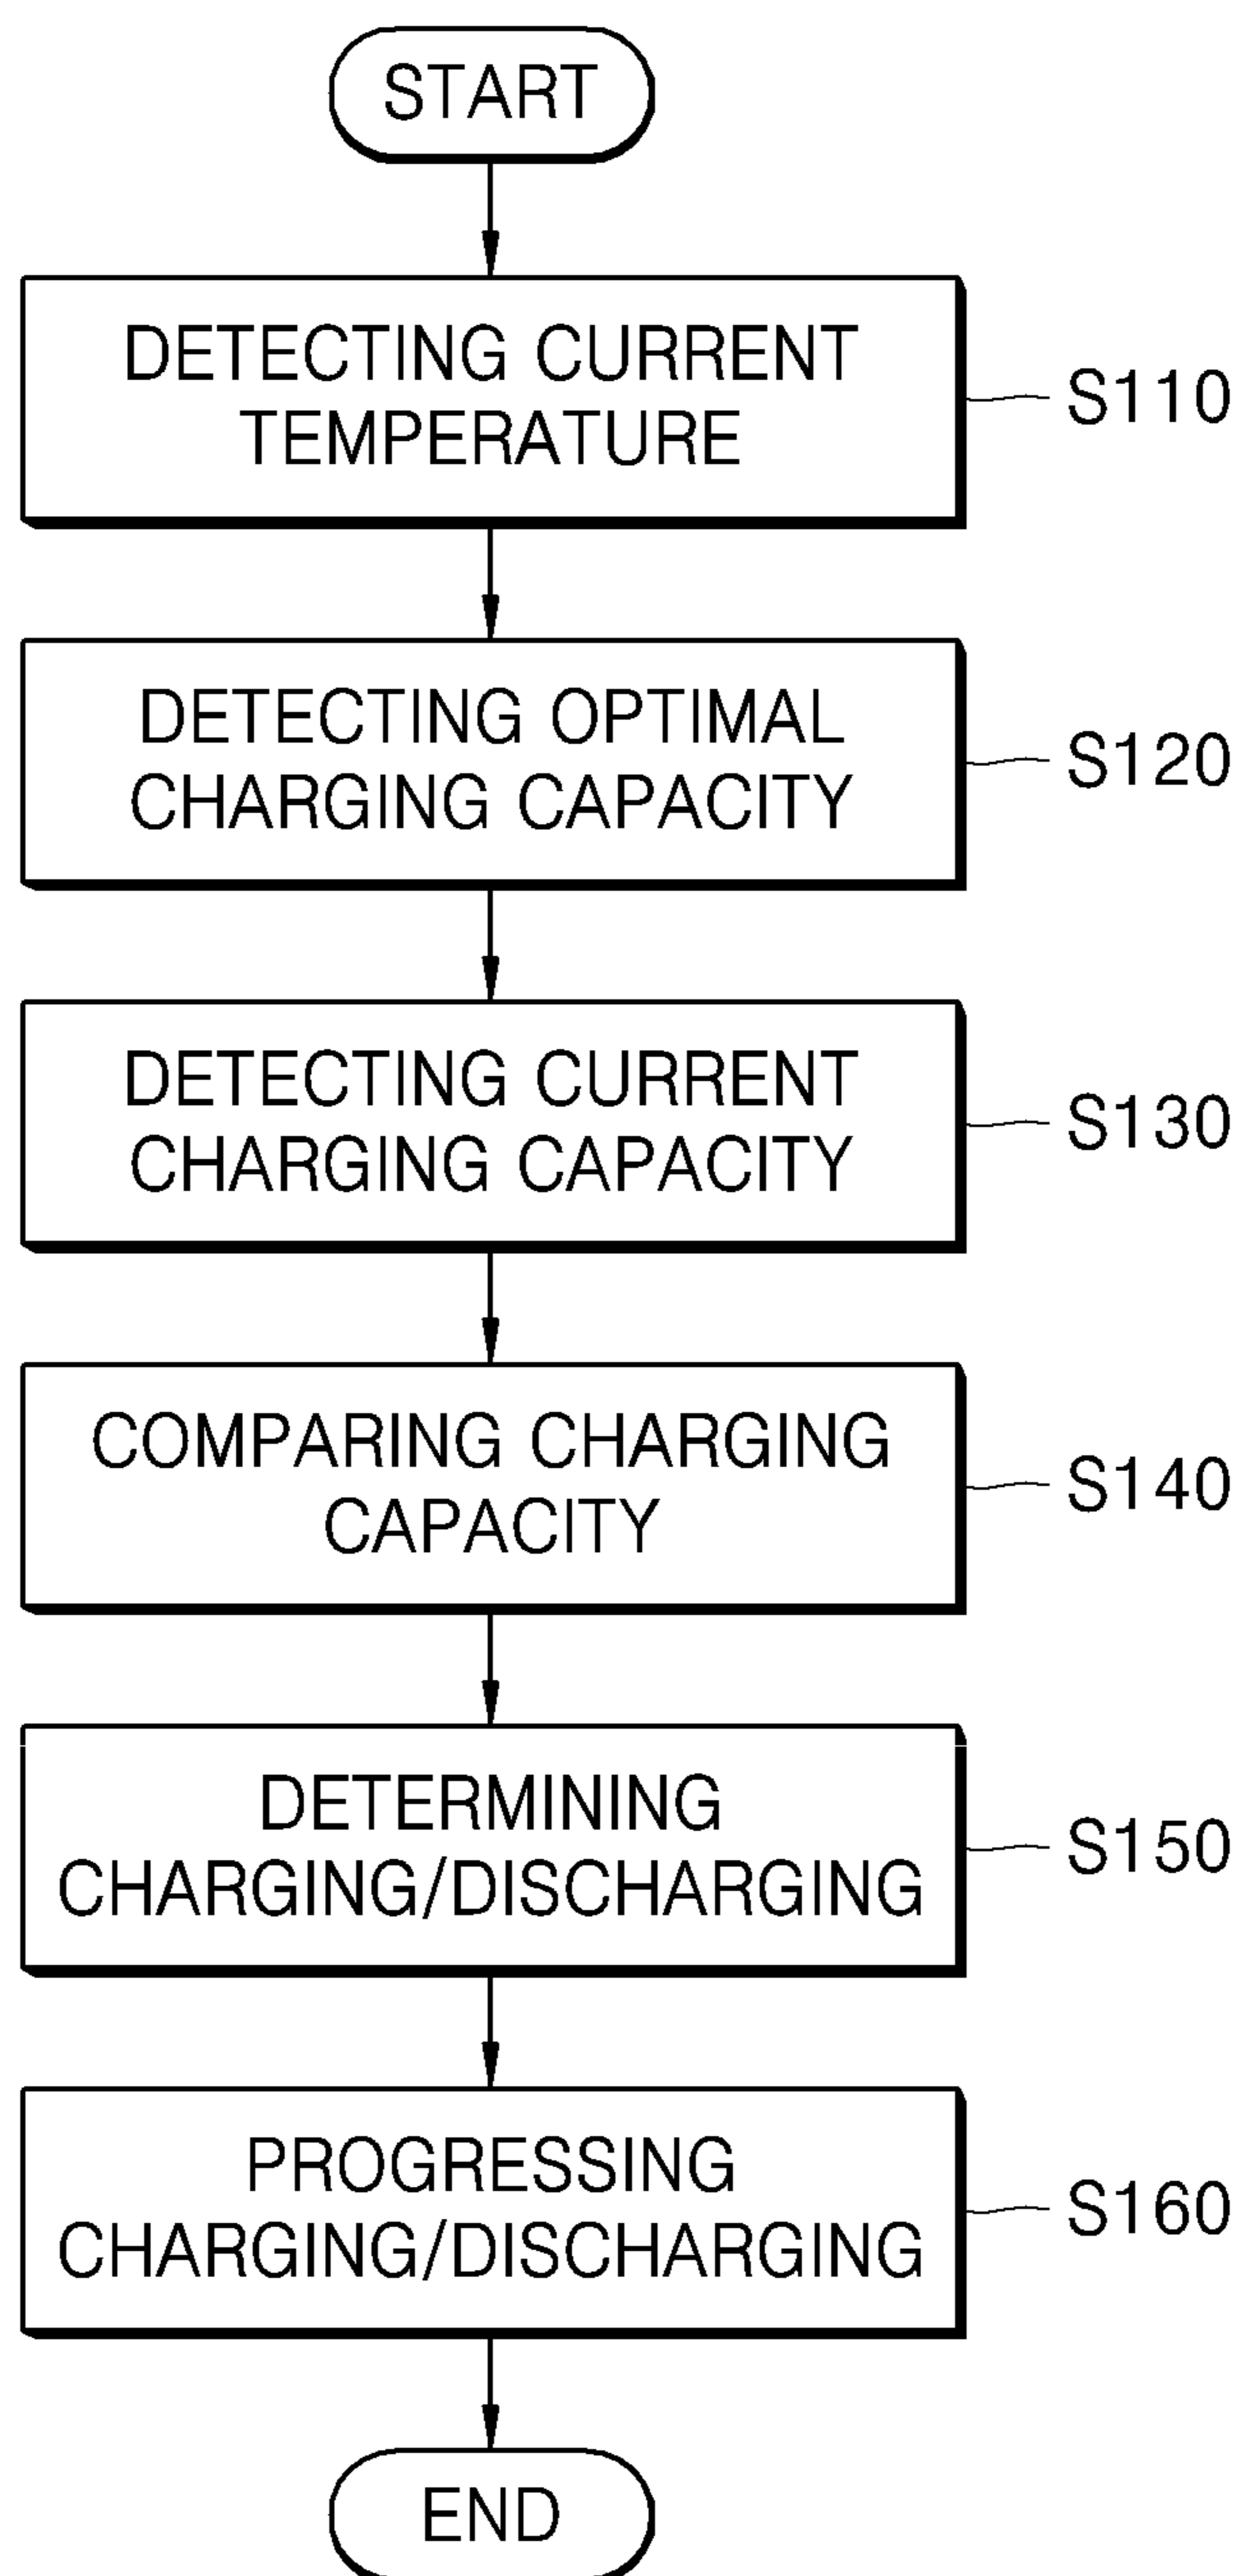 START
DETECTING CURRENT
TEMPERATURE
S110
DETECTING OPTIMAL
CHARGING CAPACITY
S120
DETECTING CURRENT
CHARGING CAPACITY
S130
COMPARING CHARGING
CAPACITY
S140
DETERMINING
CHARGING/DISCHARGING
S150
PROGRESSING
CHARGING/DISCHARGING
S160
END